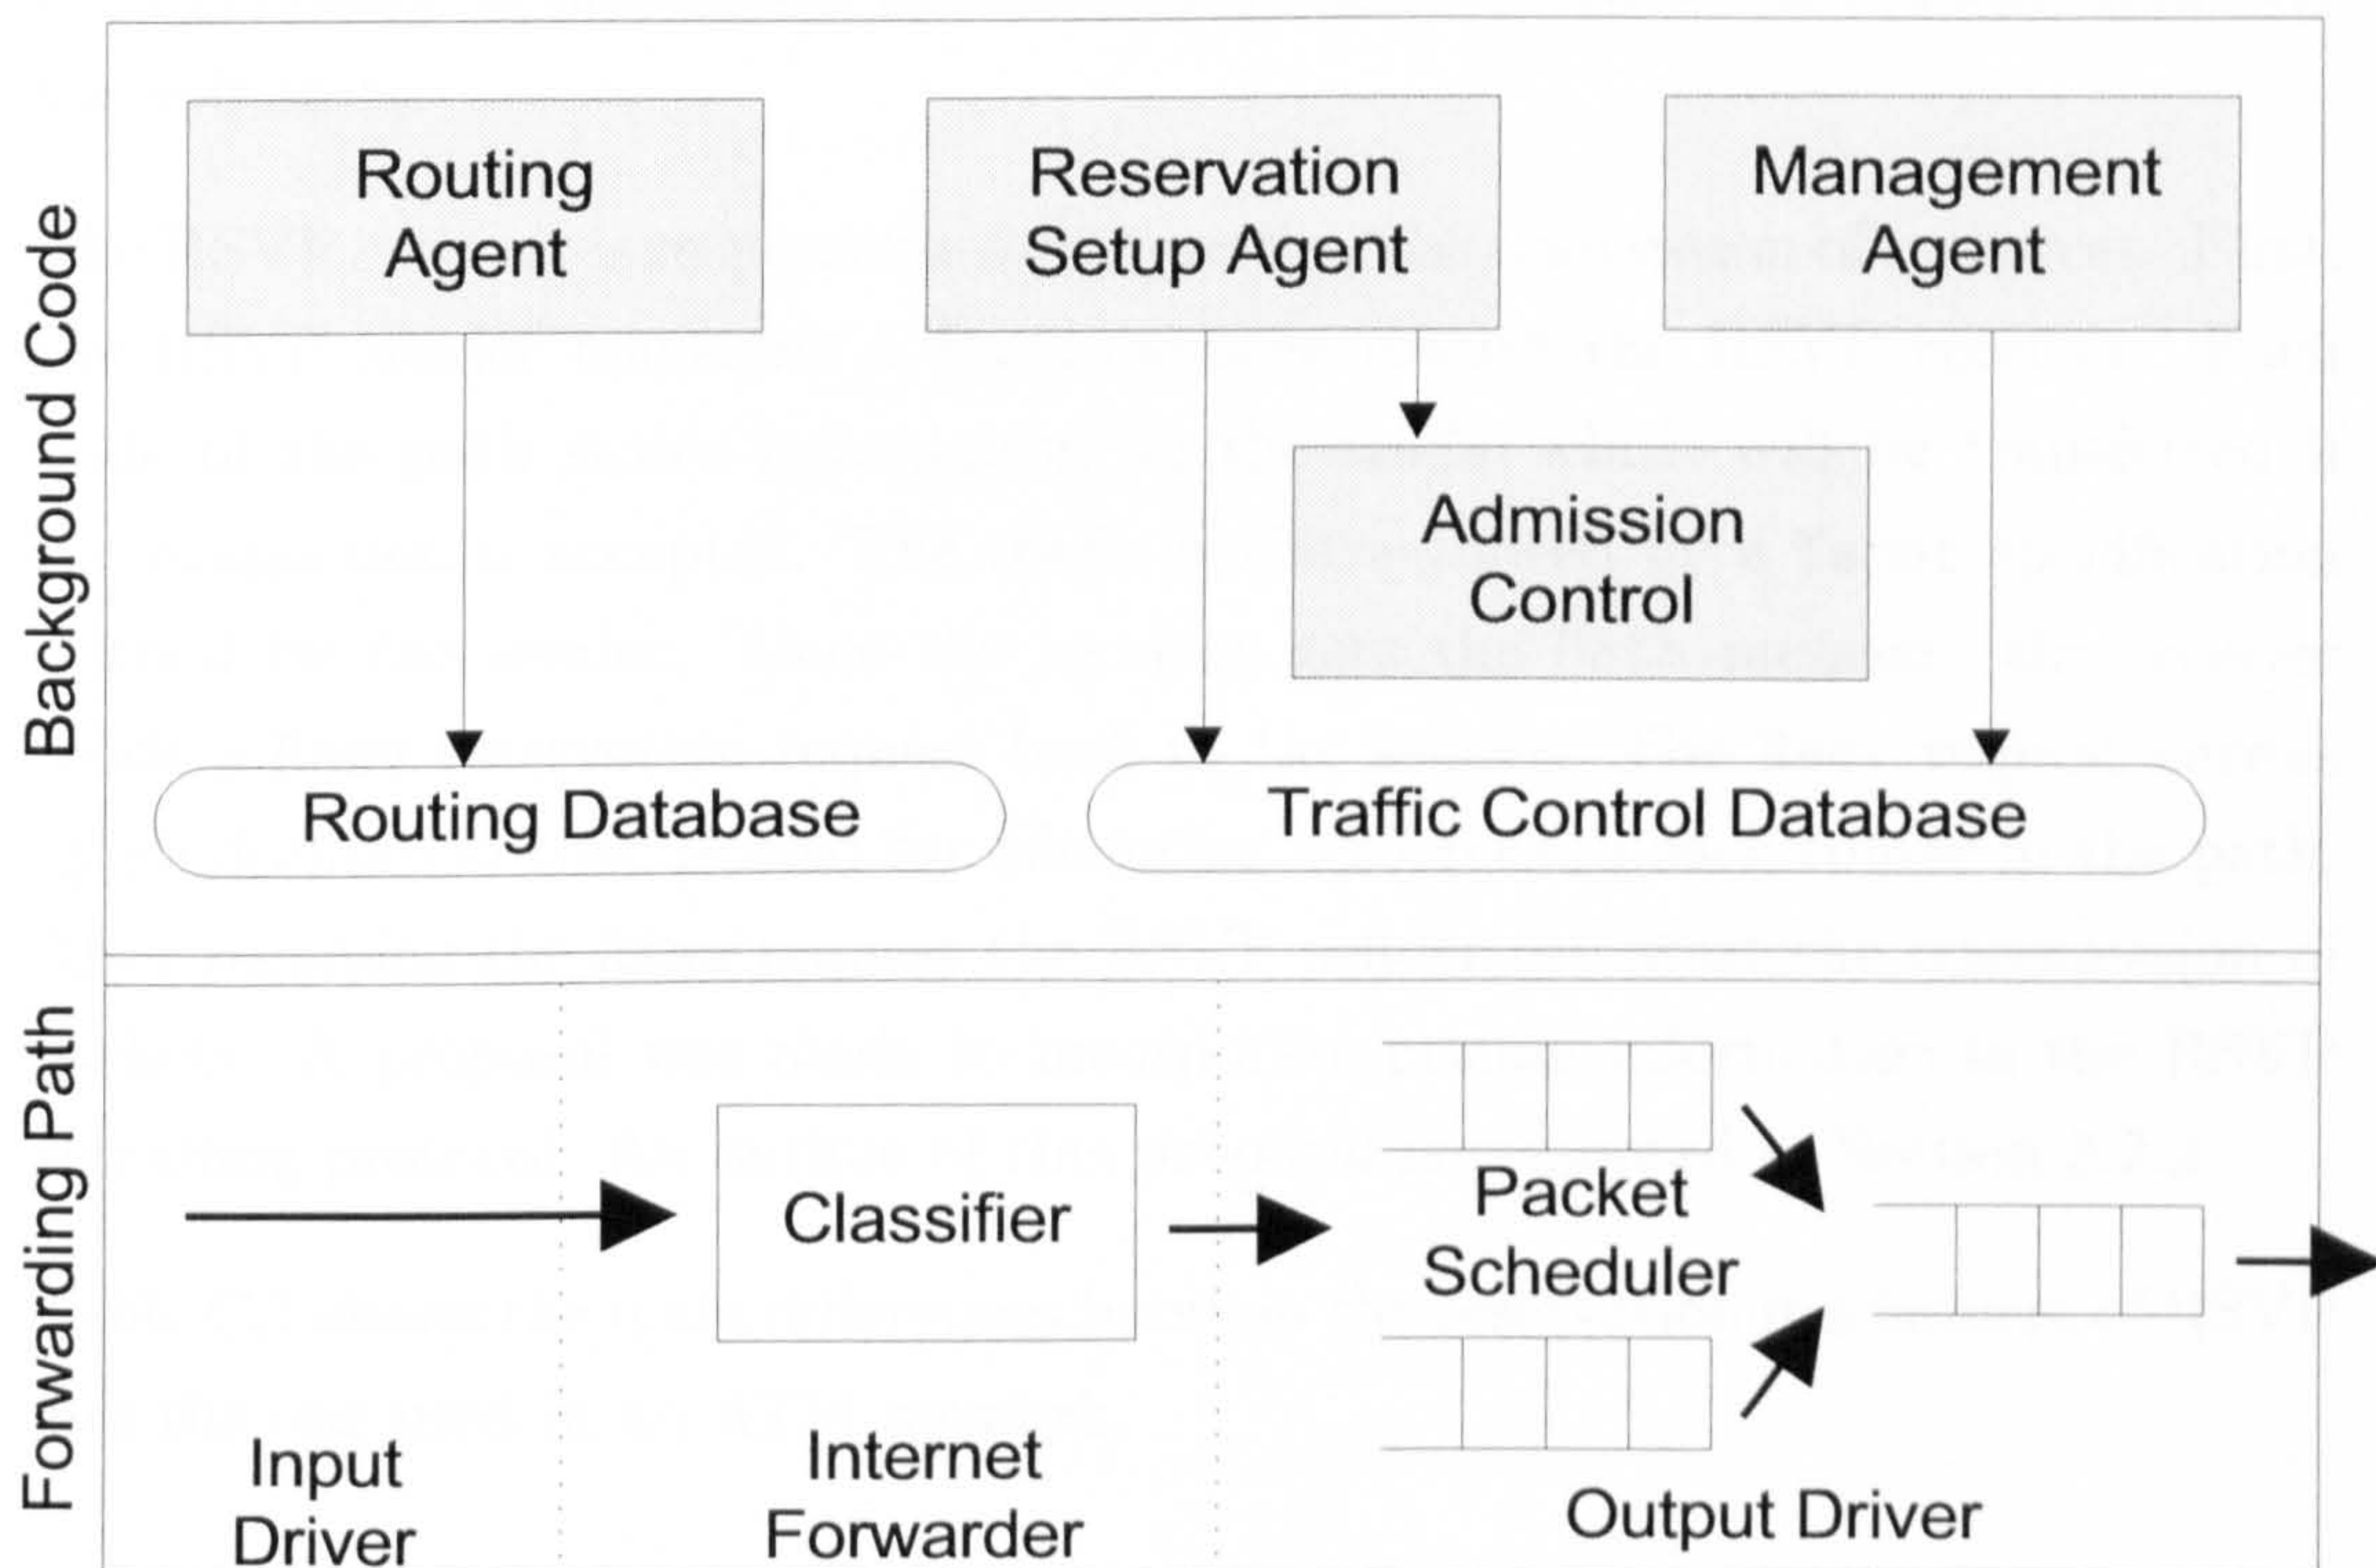 Background Code
Routing
Agent
Reservation
Setup Agent
Management
Agent
Admission
Control
Routing Database
Traffic Control Database
Forwarding Path
Classifier
Packet
Scheduler
Input
Driver
Internet
Forwarder
Output Driver